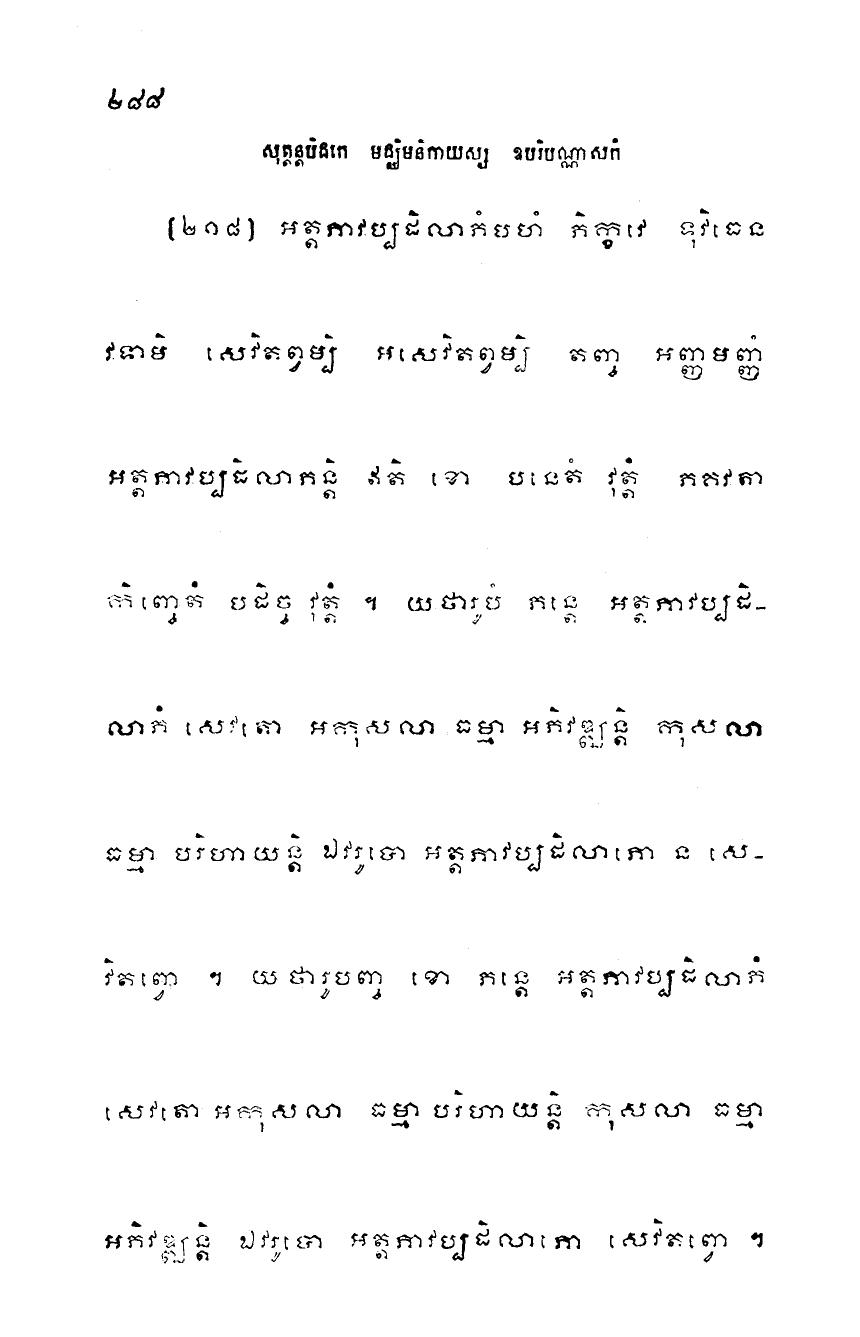 ២៨៨
សុត្តន្តបិដកេ មជ្ឈិមនិកាយស្ស ឧបរិបណ្ណាសកំ
[២១៨] អត្តភាវប្បដិលាភំបហំ ភិក្ខវេ ទុវិធេន
វទាមិ សេវិតព្វម្បិ អសេវិតព្វម្បិ តញ្ច អញ្ញមញ្ញំ
អត្តភាវប្បដិលាភន្តិ ឥតិ ខោ បនេតំ វុត្តំ ភគវតា
កិញ្ចេតំ បដិច្ច វុត្តំ ។ យថារូបំ ភន្តេ អត្តភាវប្បដិ-
លាភំ សេវតោ អកុសលា ធម្មា អភិវឌ្ឍន្តិ កុសលា
ធម្មា បរិហាយន្តិ ឯវរូបោ អត្តភាវប្បដិលាភោ ន សេ-
វិតព្វោ ។ យថារូបញ្ច ខោ ភន្តេ អត្តភាវប្បដិលាភំ
សេវតោ អកុសលា ធម្មា បរិហាយន្តិ កុសលា ធម្មា
អភិវឌ្ឍន្តិ ឯវរូបោ អត្តភាវប្បដិលាភោ សេវិតព្វោ ។